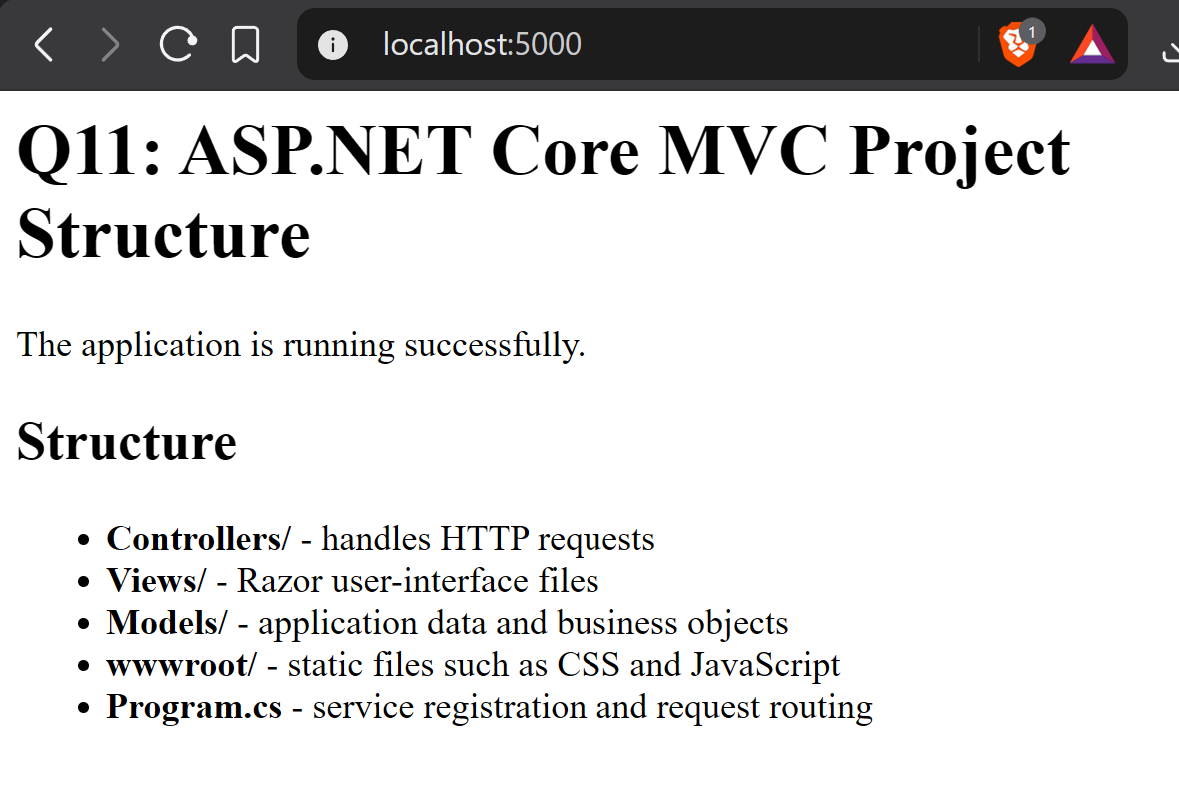 localhost:5000
1
Q11: ASP.NET Core MVC Project
Structure
The application is running successfully.
Structure
• Controllers/ - handles HTTP requests
• Views/ - Razor user-interface files
• Models/ - application data and business objects
• wwwroot/ - static files such as CSS and JavaScript
• Program.cs - service registration and request routing